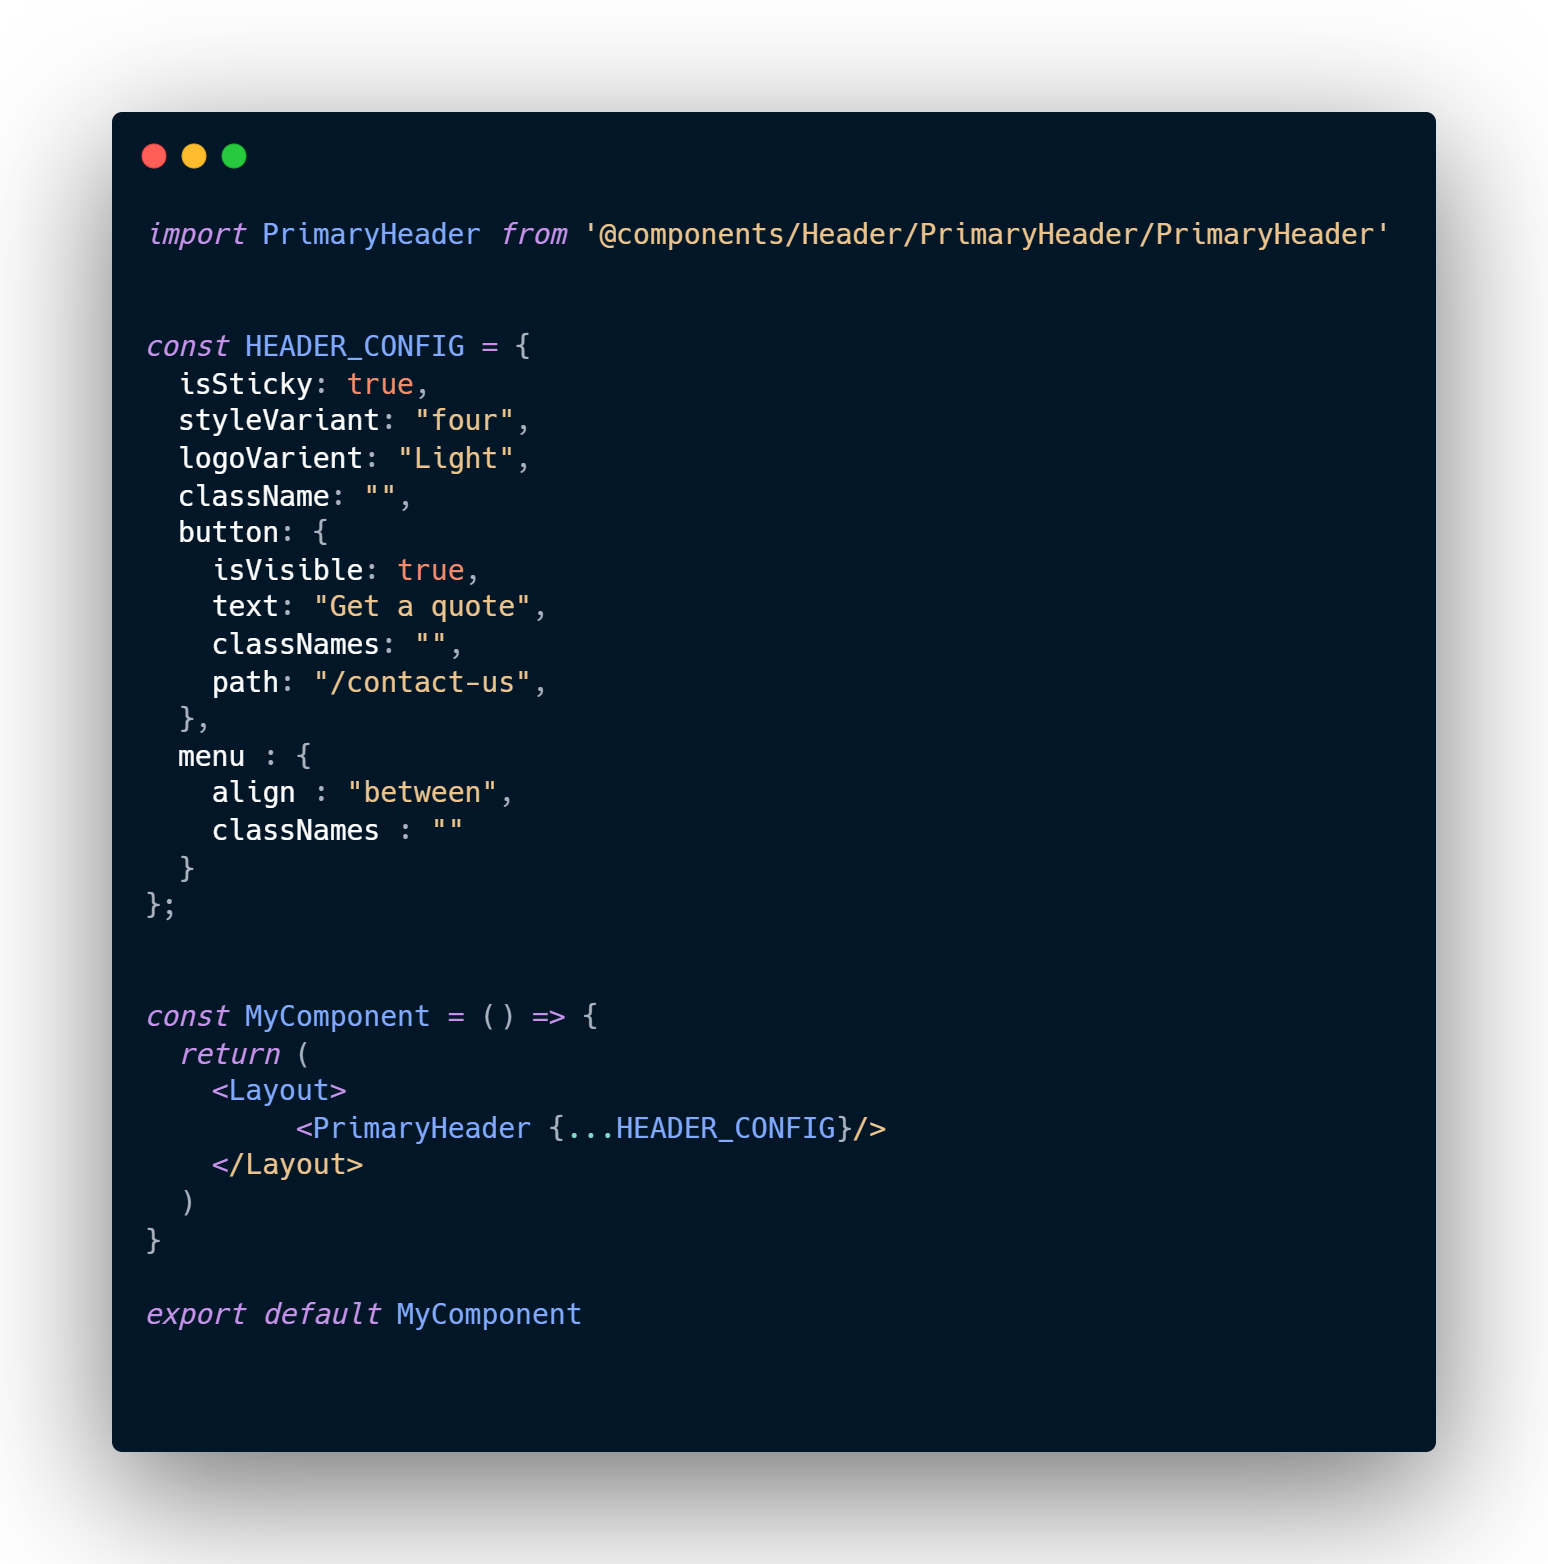 import PrimaryHeader from '@components/Header/PrimaryHeader/PrimaryHeader'
const HEADER_CONFIG = {
  isSticky: true,
  styleVariant: "four",
  logoVarient: "Light",
  className: "",
  button: {
    isVisible: true,
    text: "Get a quote",
    classNames: "",
    path: "/contact-us",
  },
  menu : {
    align : "between",
    classNames : ""
  }
};
const MyComponent = () => {
  return (
    <Layout>
         <PrimaryHeader {...HEADER_CONFIG}/>
    </Layout>
  )
}
export default MyComponent